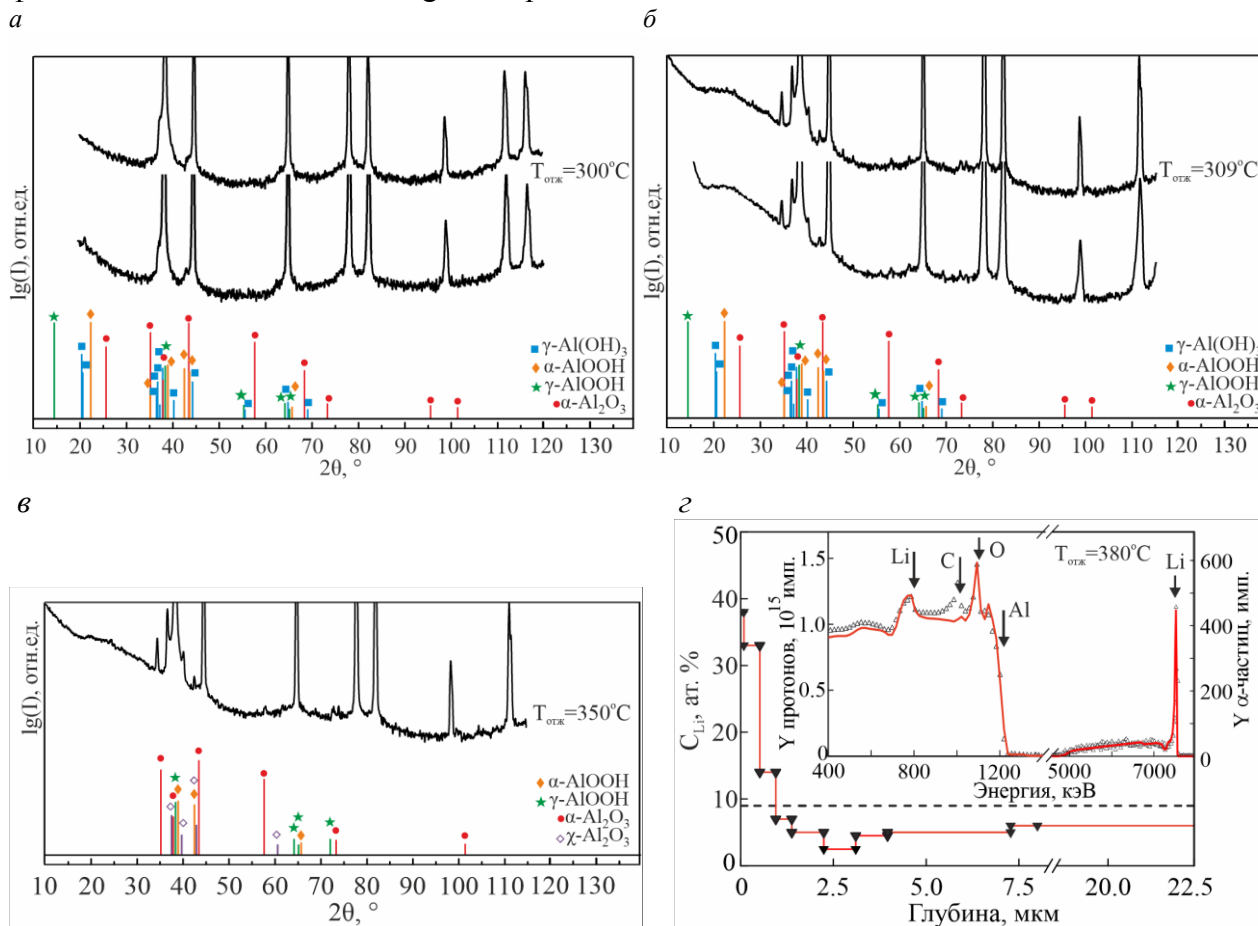 а
lg(I), отн.ед.
Tотж=300°C
γ-Al(OH)3
α-AlOOH
γ-AlOOH
α-Al2O3
10 20 30 40 50 60 70 80 90 100 110 120 130
2θ, °
б
lg(I), отн.ед.
Tотж=309°C
γ-Al(OH)3
α-AlOOH
γ-AlOOH
α-Al2O3
10 20 30 40 50 60 70 80 90 100 110 120 130
2θ, °
в
lg(I), отн.ед.
Tотж=350°C
α-AlOOH
γ-AlOOH
α-Al2O3
χ-Al2O3
10 20 30 40 50 60 70 80 90 100 110 120 130
2θ, °
г
CLi, ат. %
50
40
30
20
10
0
Y протонов, 10^15 имп.
1.5
1.0
0.5
0
Li C O Al
Tотж=380°C
Li
600
400
200
0
Y α-частиц, имп.
400 800 1200 5000 7000
Энергия, кэВ
0 2.5 5.0 7.5 20.0 22.5
Глубина, мкм